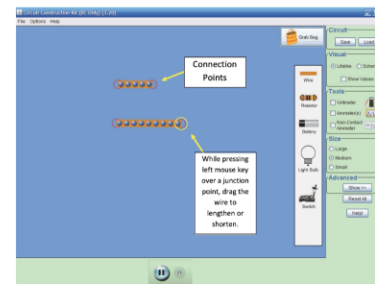 Circuit Construction Kit (DC Only) (3.20)
File Options Help
Connection
Points
While pressing
left mouse key
over a junction
point, drag the
wire to
lengthen or
shorten.
Grab Bag
Wire
Resistor
Battery
Light Bulb
Switch
Circuit
Save Load
Visual
Lifelike
Show Values
Tools
Voltmeter
Ammeter(s)
Non-Contact
Ammeter
Size
Large
Medium
Small
Advanced
Show >>
Reset All
Help!